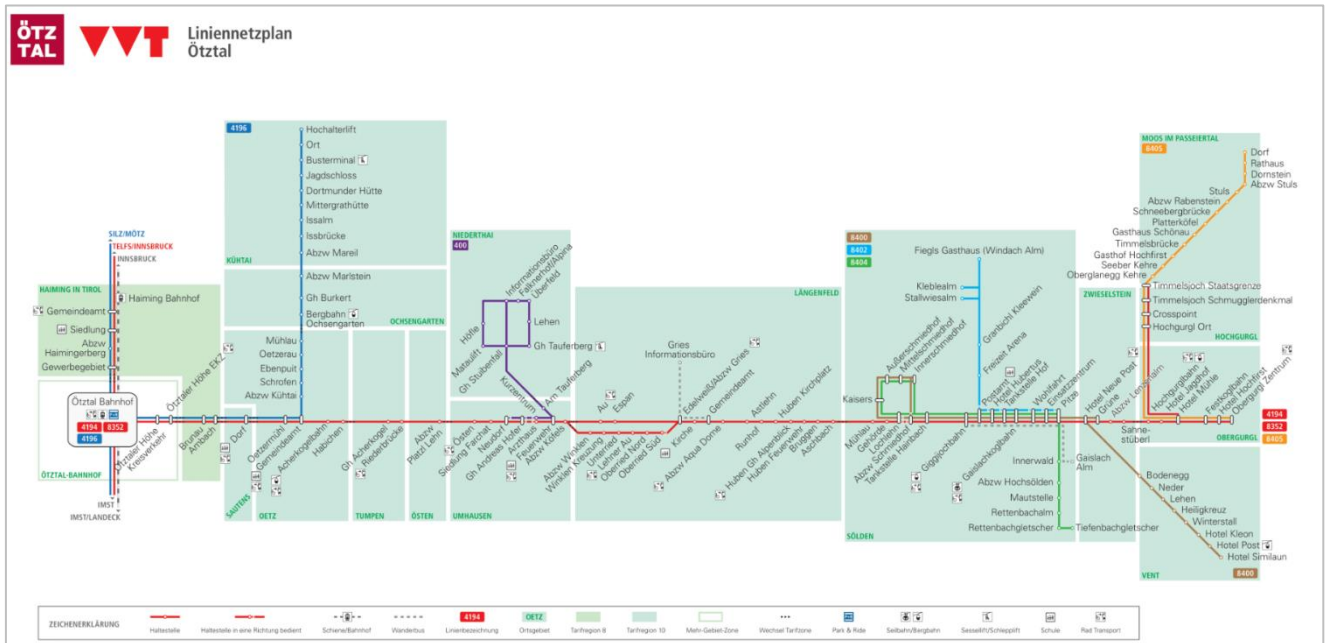 ÖTZ
TAL
VVT
Liniennetzplan
Ötztal
SILZ/MÖTZ
TELFS/INNSBRUCK
INNSBRUCK
HAIMING IN TIROL
Haiming Bahnhof
Gemeindeamt
Siedlung
Abzw
Haimingerberg
Gewerbegebiet
Ötztal Bahnhof
4194
8352
4196
ÖTZTAL-BAHNHOF
IMST
IMST/LANDECK
Ötztaler Höhe
Kreisverkehr
Ötztaler Höhe EKZ
Brunau
Ambach
Dorf
SAUTENS
4196
Hochalterlift
Ort
Busterminal
Jagdschloss
Dortmunder Hütte
Mittergrathütte
Issalm
Issbrücke
Abzw Mareil
KÜHTAI
Abzw Marlstein
Gh Burkert
Bergbahn
Ochsengarten
OCHSENGARTEN
Mühlau
Oetzerau
Ebenpuit
Schrofen
Abzw Kühtai
Oetzermühl
Gemeindeamt
Acherkogelbahn
Habichen
OETZ
Gh Acherkogel
Riederbrücke
TUMPEN
Abzw
Platzl Lehn
ÖSTEN
NIEDERTHAI
400
Informationsbüro
Falknerhof/Alpina
Überfeld
Höfle
Lehen
Mataulift
Gh Tauferberg
Gh Stuibenfall
Kurzentrum
Am Tauferberg
Siedlung Farchat
Neudorf
Gh Andreas Hofer
Arzthaus
Feuerwehr
Abzw Köfels
UMHAUSEN
LÄNGENFELD
Abzw Winklen
Winklen Kreuzung
Unterried
Lehner Au
Oberried Nord
Oberried Süd
Au
Espan
Gries
Informationsbüro
Kirche
Edelweiß/Abzw Gries
Gemeindeamt
Abzw Aqua Dome
Runhof
Astlehn
Huben Gh Alpenblick
Huben Kirchplatz
Huben Feuerwehr
Bruggen
Aschbach
8400
8402
8404
Fiegls Gasthaus (Windach Alm)
Kleblealm
Stallwiesalm
Granbichl Kleewein
Freizeit Arena
Außerschmiedhof
Mittelschmiedhof
Innerschmiedhof
Kaisers
Mühlau
Gehörde
Lochlehn
Abzw Schmiedhof
Tankstelle Hainbach
Giggijochbahn
Postamt
Hotel Hubertus
Tankstelle Hof
Gaislachkoglbahn
Wohlfahrt
Einsatzzentrum
Pitze
Innerwald
Gaislach
Alm
Abzw Hochsölden
Mautstelle
Rettenbachalm
Rettenbachgletscher
Tiefenbachgletscher
SÖLDEN
ZWIESELSTEIN
Hotel Neue Post
Grüne
Abzw Lenzenalm
Sahne-
stüberl
MOOS IM PASSEIERTAL
8405
Dorf
Rathaus
Dornstein
Abzw Stuls
Stuls
Abzw Rabenstein
Schneebergbrücke
Platterköfel
Gasthaus Schönau
Timmelsbrücke
Gasthof Hochfirst
Seeber Kehre
Oberglanegg Kehre
Timmelsjoch Staatsgrenze
Timmelsjoch Schmugglerdenkmal
Crosspoint
Hochgurgl Ort
HOCHGURGL
Hochgurglbahn
Hotel Jagdhof
Hotel Mühle
Festkoglbahn
Hotel Hochfirst
Obergurgl Zentrum
4194
8352
8405
OBERGURGL
Bodenegg
Neder
Lehen
Heiligkreuz
Winterstall
Hotel Kleon
Hotel Post
Hotel Similaun
VENT
8400
ZEICHENERKLÄRUNG
Haltestelle
Haltestelle in eine Richtung bedient
Schiene/Bahnhof
Wanderbus
4194
Linienbezeichnung
OETZ
Ortsgebiet
Tarifregion 8
Tarifregion 10
Mehr-Gebiet-Zone
Wechsel Tarifzone
Park & Ride
Seilbahn/Bergbahn
Sessellift/Schlepplift
Schule
Rad Transport